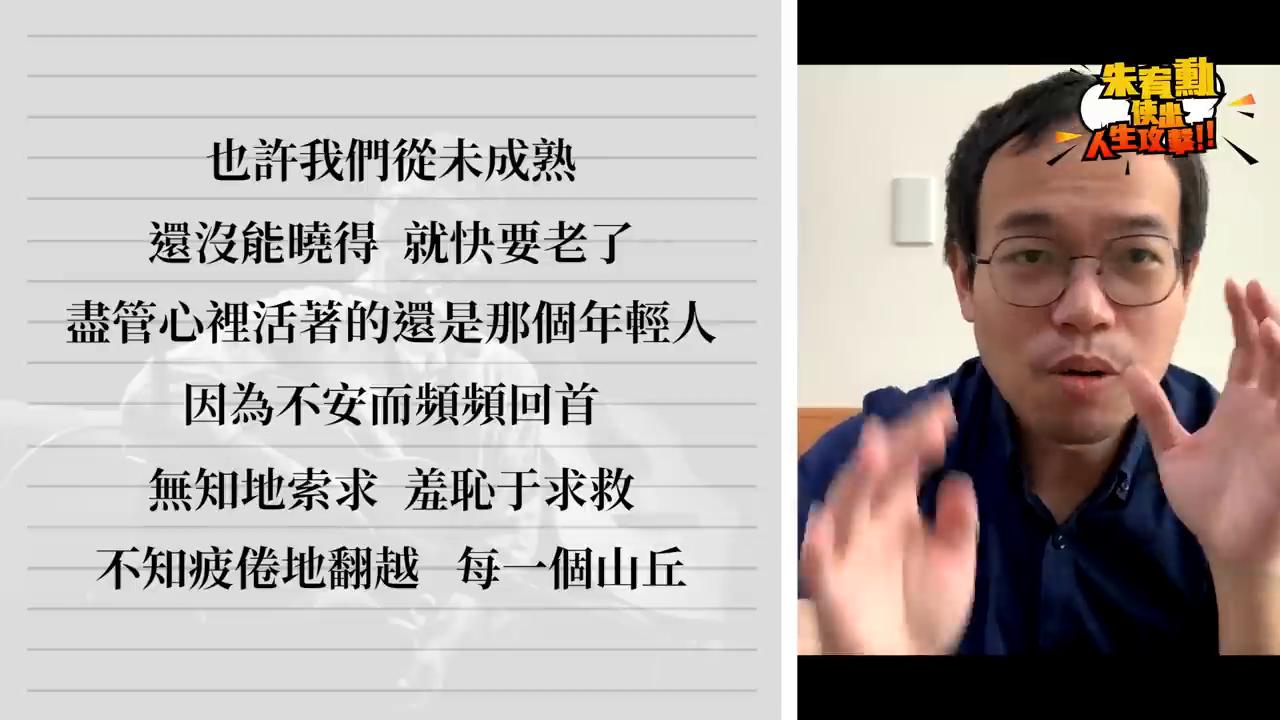 也許我們從未成熟
還沒能曉得 就快要老了
盡管心裡活著的還是那個年輕人
因為不安而頻頻回首
無知地索求 羞恥于求救
不知疲倦地翻越 每一個山丘
朱宥勳
使出
人生攻擊!!